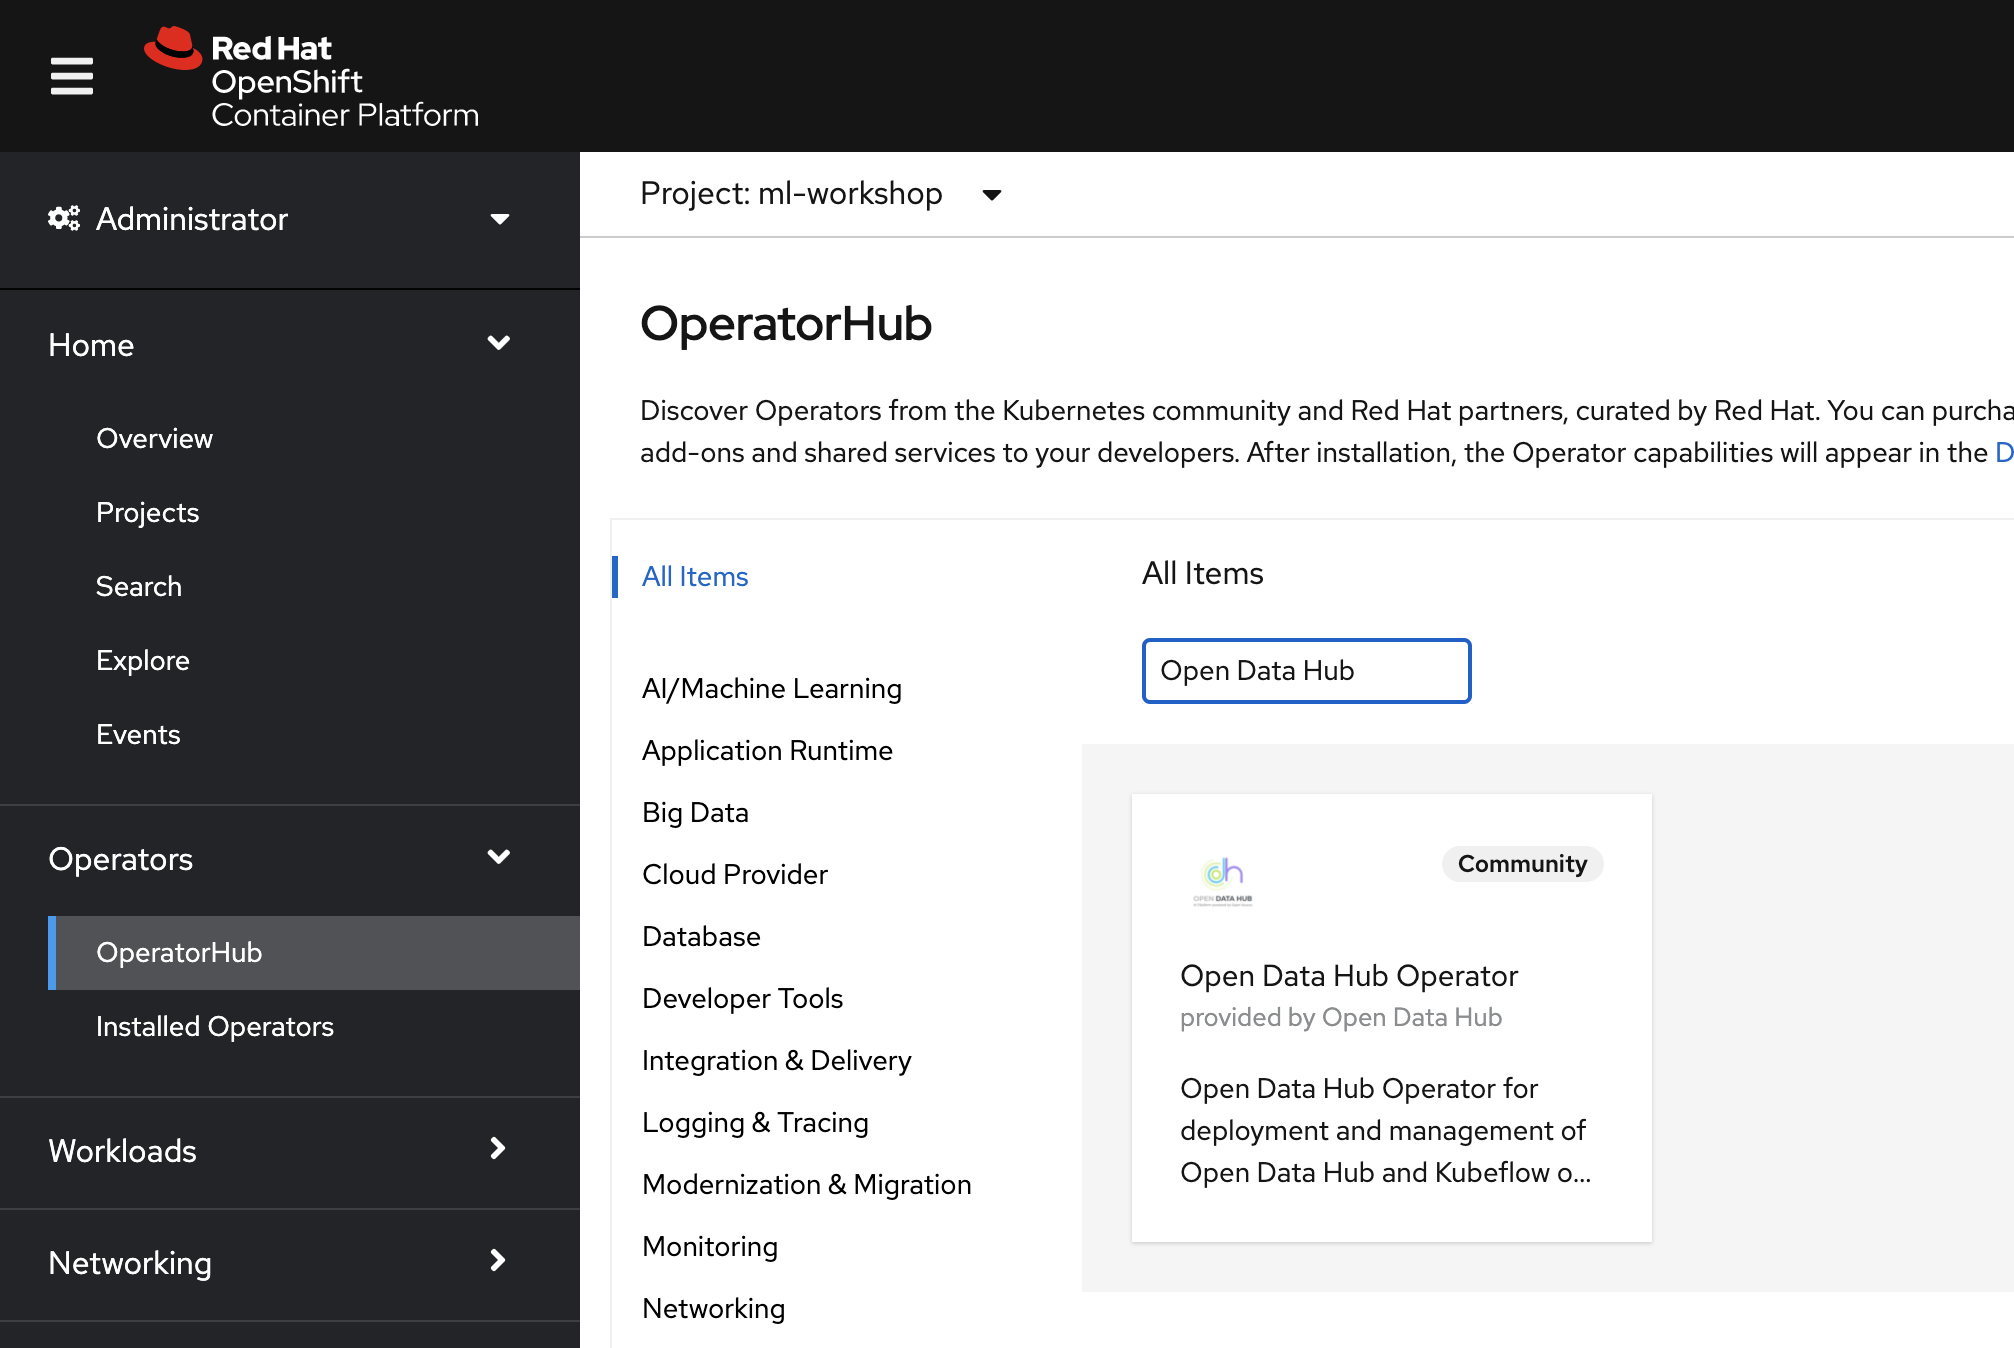 Red Hat
OpenShift
Container Platform
Administrator
Home
Overview
Projects
Search
Explore
Events
Operators
OperatorHub
Installed Operators
Workloads
Networking
Project: ml-workshop
OperatorHub
Discover Operators from the Kubernetes community and Red Hat partners, curated by Red Hat. You can purcha
add-ons and shared services to your developers. After installation, the Operator capabilities will appear in the D
All Items
AI/Machine Learning
Application Runtime
Big Data
Cloud Provider
Database
Developer Tools
Integration & Delivery
Logging & Tracing
Modernization & Migration
Monitoring
Networking
All Items
Open Data Hub
OPEN DATA HUB
Community
Open Data Hub Operator
provided by Open Data Hub
Open Data Hub Operator for
deployment and management of
Open Data Hub and Kubeflow o...